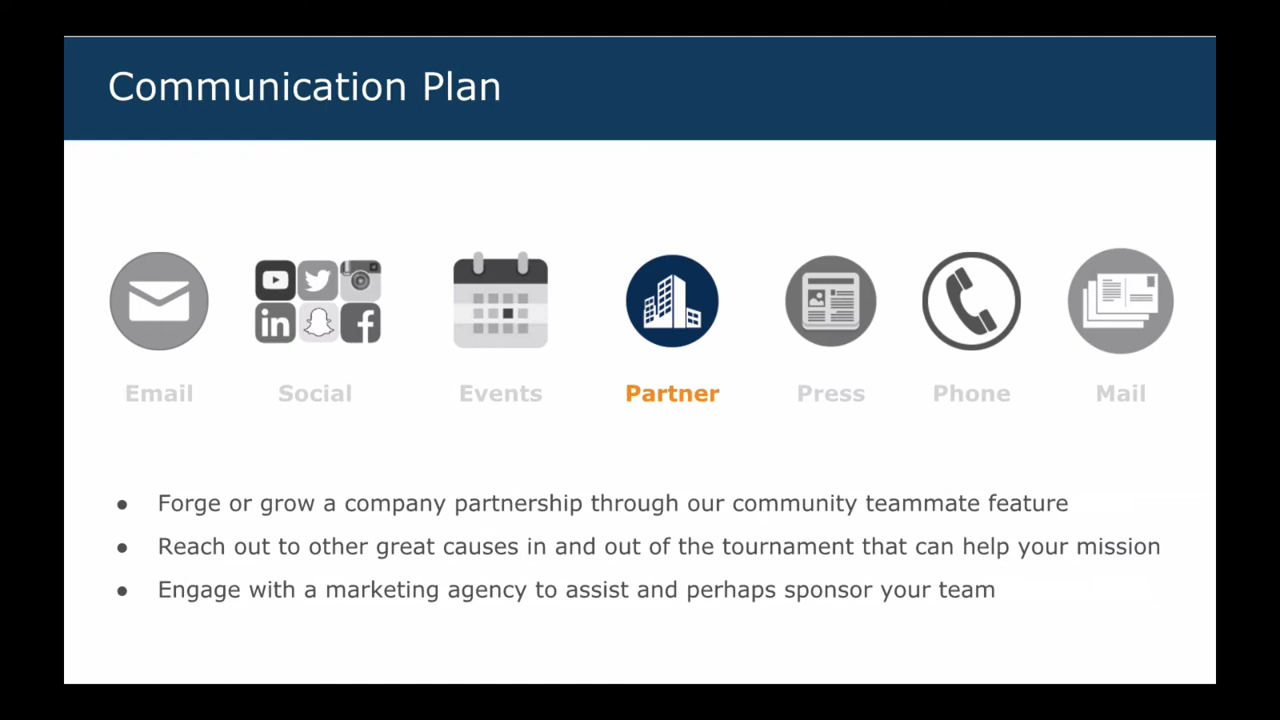 Communication Plan
Email Social Events Partner Press Phone Mail
● Forge or grow a company partnership through our community teammate feature
● Reach out to other great causes in and out of the tournament that can help your mission
● Engage with a marketing agency to assist and perhaps sponsor your team